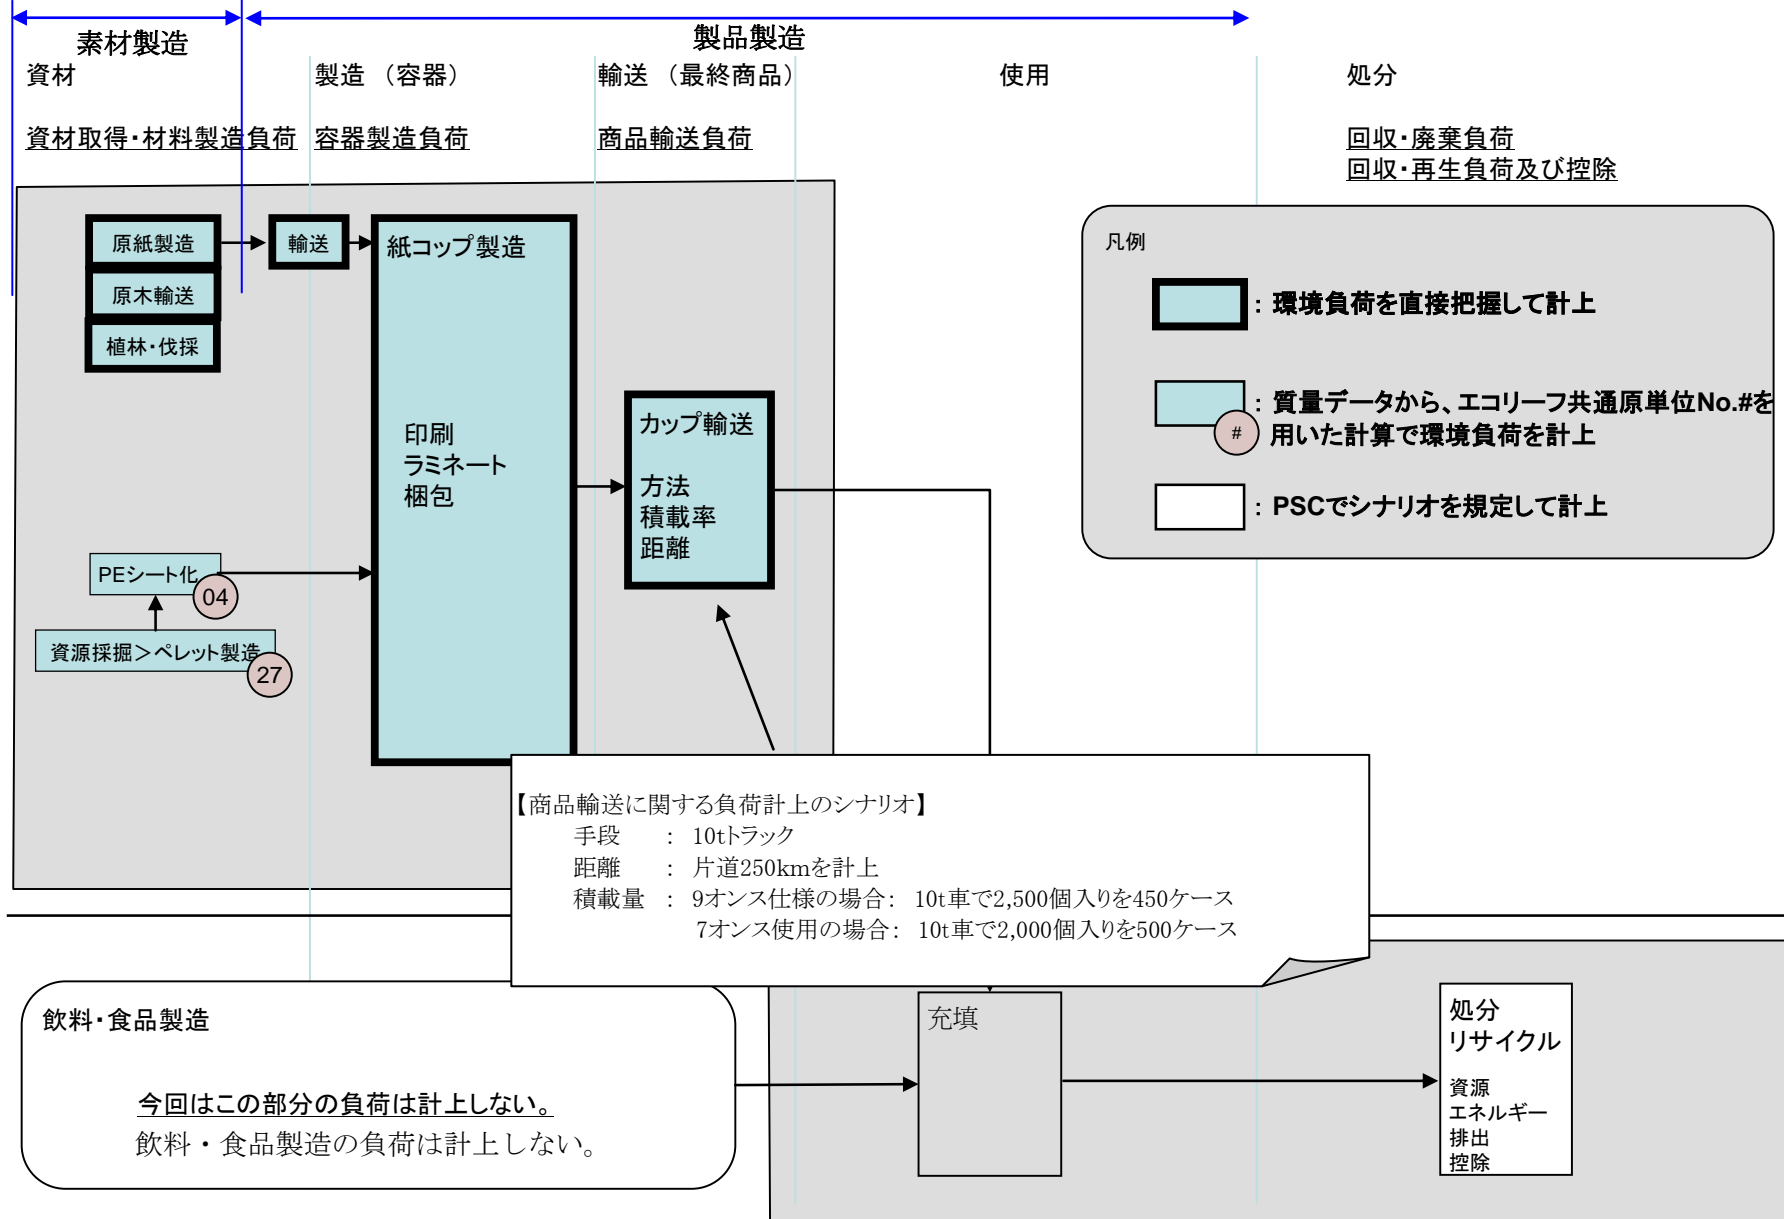 素材製造
製品製造
資材
製造 （容器）
輸送 （最終商品）
使用
処分
資材取得・材料製造負荷
容器製造負荷
商品輸送負荷
回収・廃棄負荷
回収・再生負荷及び控除
原紙製造
輸送
原木輸送
植林・伐採
紙コップ製造
印刷
ラミネート
梱包
カップ輸送
方法
積載率
距離
PEシート化
04
資源採掘＞ペレット製造
27
凡例
： 環境負荷を直接把握して計上
： 質量データから、エコリーフ共通原単位No.#を
用いた計算で環境負荷を計上
#
： PSCでシナリオを規定して計上
【商品輸送に関する負荷計上のシナリオ】
手段 ： 10tトラック
距離 ： 片道250kmを計上
積載量 ： 9オンス仕様の場合： 10t車で2,500個入りを450ケース
7オンス使用の場合： 10t車で2,000個入りを500ケース
飲料・食品製造
今回はこの部分の負荷は計上しない。
飲料・食品製造の負荷は計上しない。
充填
処分
リサイクル
資源
エネルギー
排出
控除